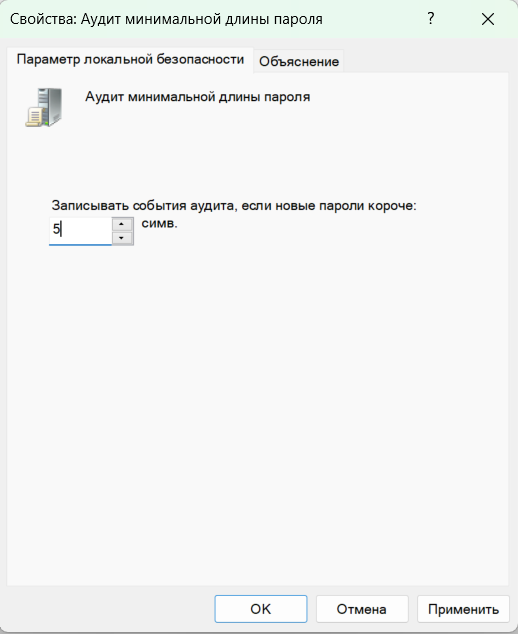 Свойства: Аудит минимальной длины пароля ?
Параметр локальной безопасности Объяснение
Аудит минимальной длины пароля
Записывать события аудита, если новые пароли короче:
5 симв.
OK Отмена Применить